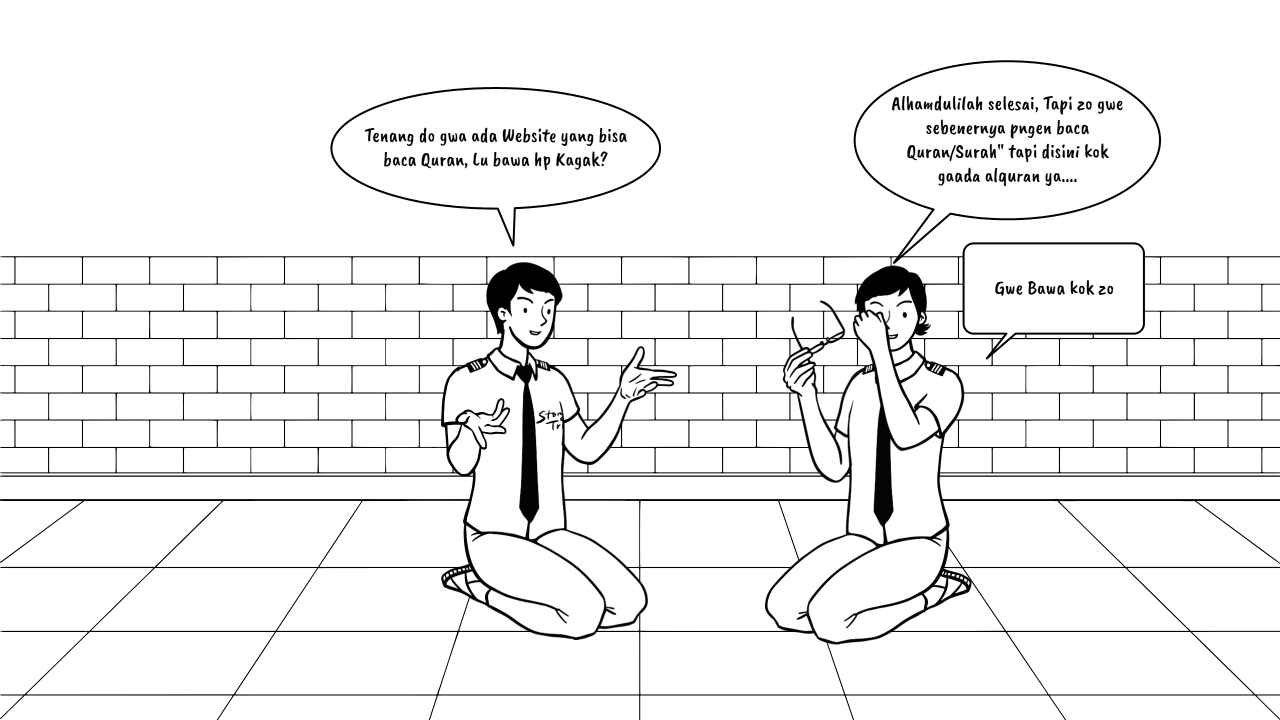 Alhamdulilah selesai, Tapi zo gwe
sebenernya pngen baca
Quran/Surah" tapi disini kok
gaada alquran ya....
Tenang do gwa ada Website yang bisa
baca Quran, Lu bawa hp Kagak?
Gwe Bawa kok zo